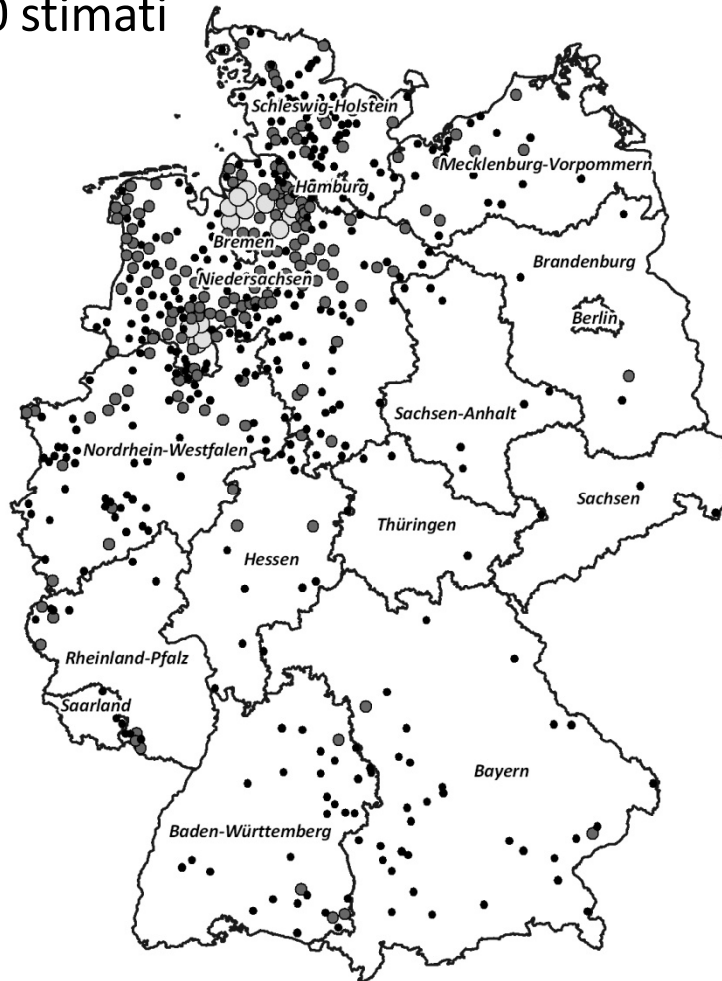 0 stimati
Schleswig-Holstein
Mecklenburg-Vorpommern
Hamburg
Bremen
Brandenburg
Niedersachsen
Berlin
Sachsen-Anhalt
Nordrhein-Westfalen
Sachsen
Thüringen
Hessen
Rheinland-Pfalz
Saarland
Bayern
Baden-Württemberg